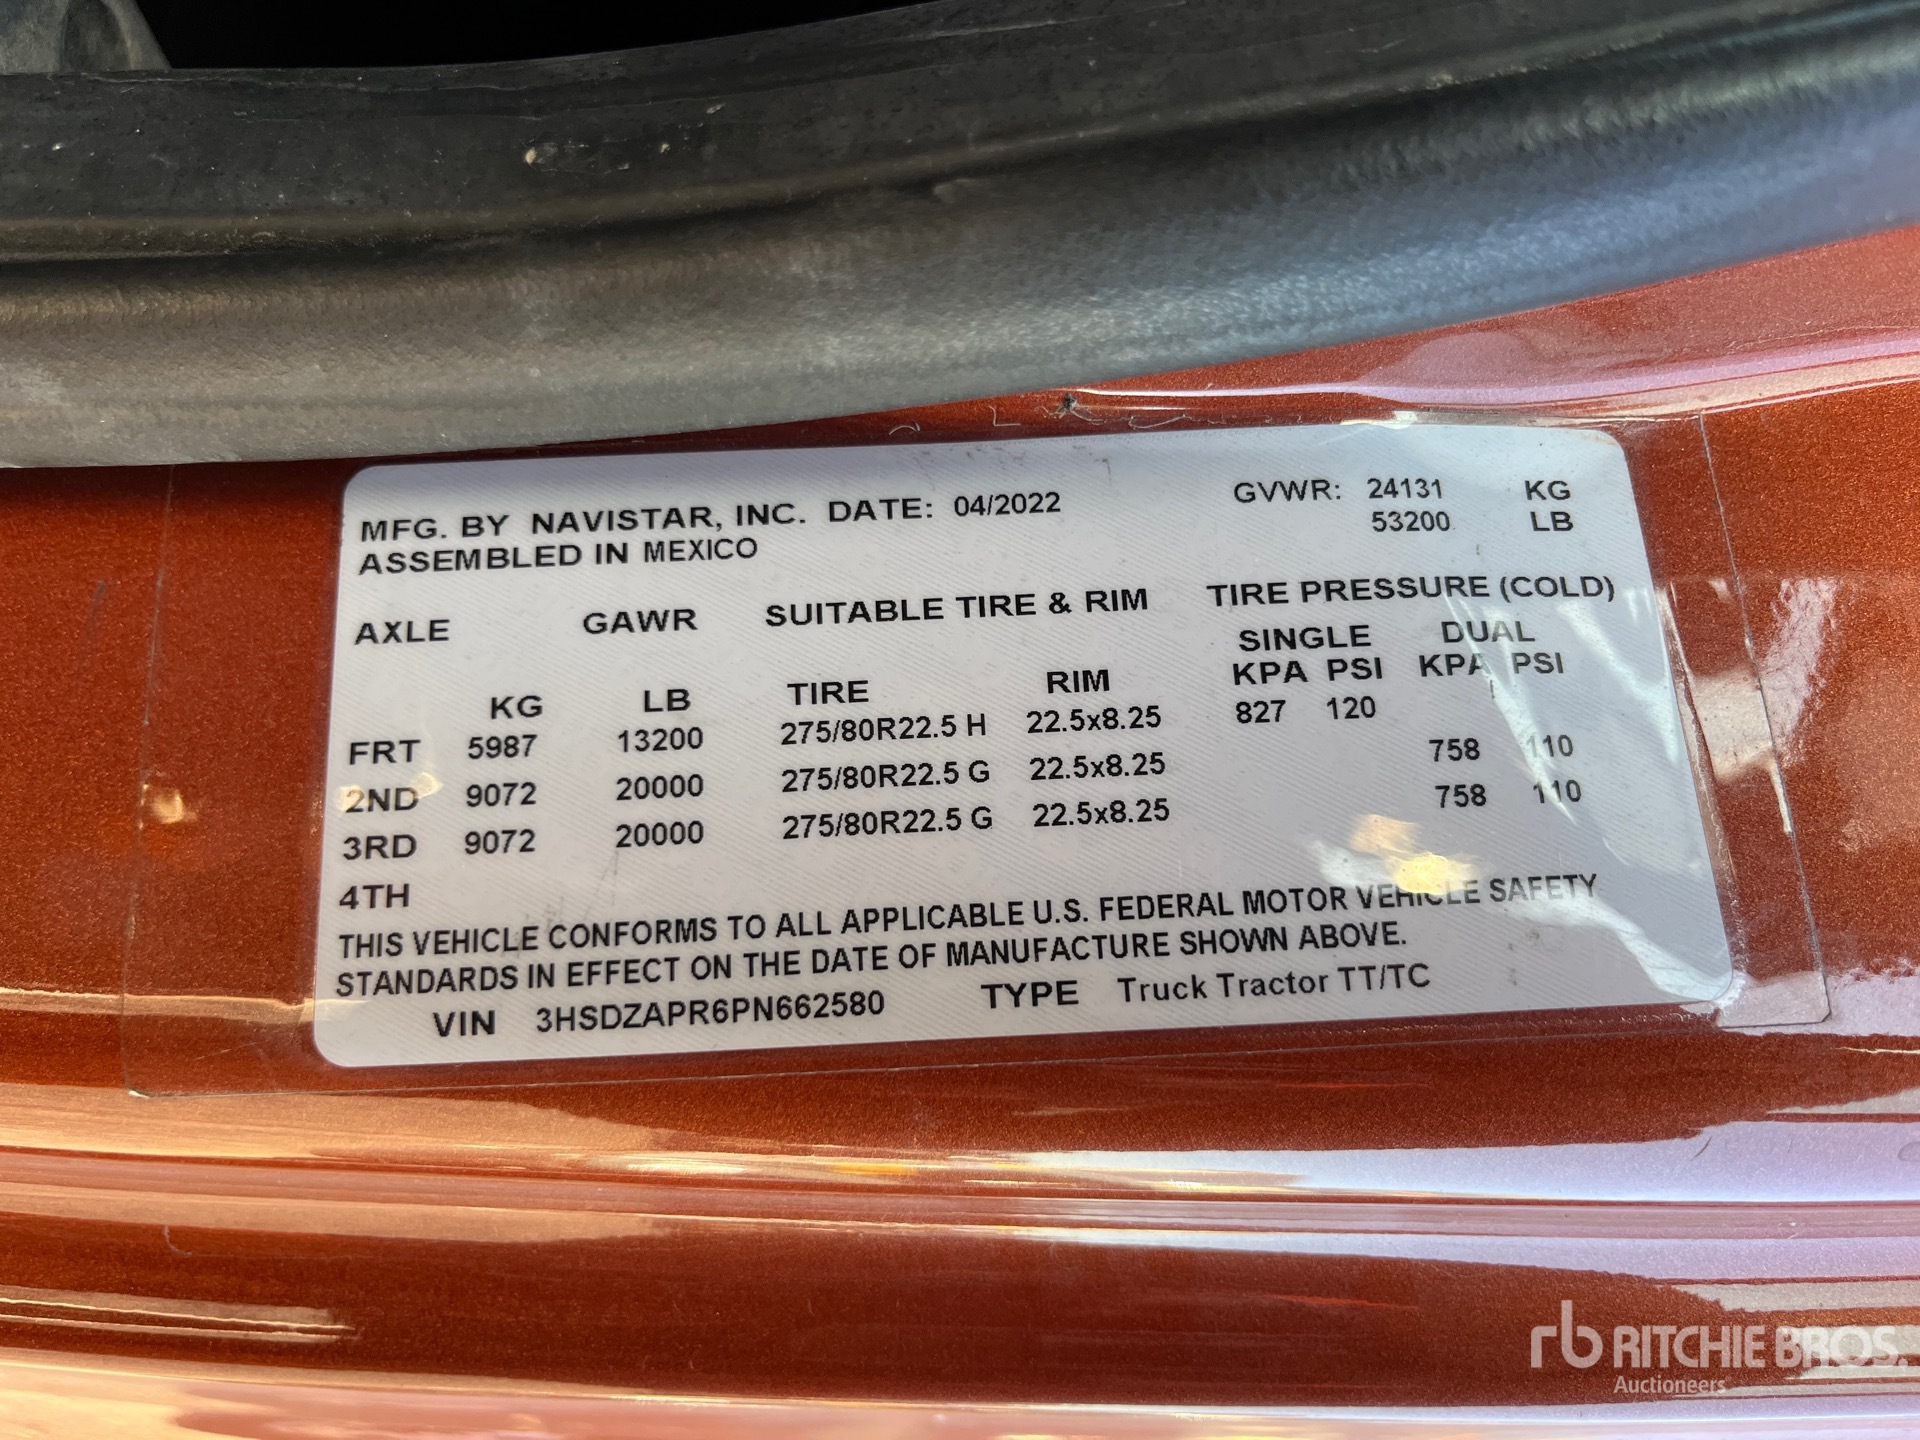 MFG. BY NAVISTAR, INC. DATE: 04/2022 GVWR: 24131 KG
ASSEMBLED IN MEXICO 53200 LB
AXLE GAWR SUITABLE TIRE & RIM TIRE PRESSURE (COLD)
SINGLE DUAL
KG LB TIRE RIM KPA PSI KPA PSI
FRT 5987 13200 275/80R22.5 H 22.5x8.25 827 120
2ND 9072 20000 275/80R22.5 G 22.5x8.25 758 110
3RD 9072 20000 275/80R22.5 G 22.5x8.25 758 110
4TH
THIS VEHICLE CONFORMS TO ALL APPLICABLE U.S. FEDERAL MOTOR VEHICLE SAFETY
STANDARDS IN EFFECT ON THE DATE OF MANUFACTURE SHOWN ABOVE.
VIN 3HSDZAPR6PN662580 TYPE Truck Tractor TT/TC
rb RITCHIE BROS.
Auctioneers